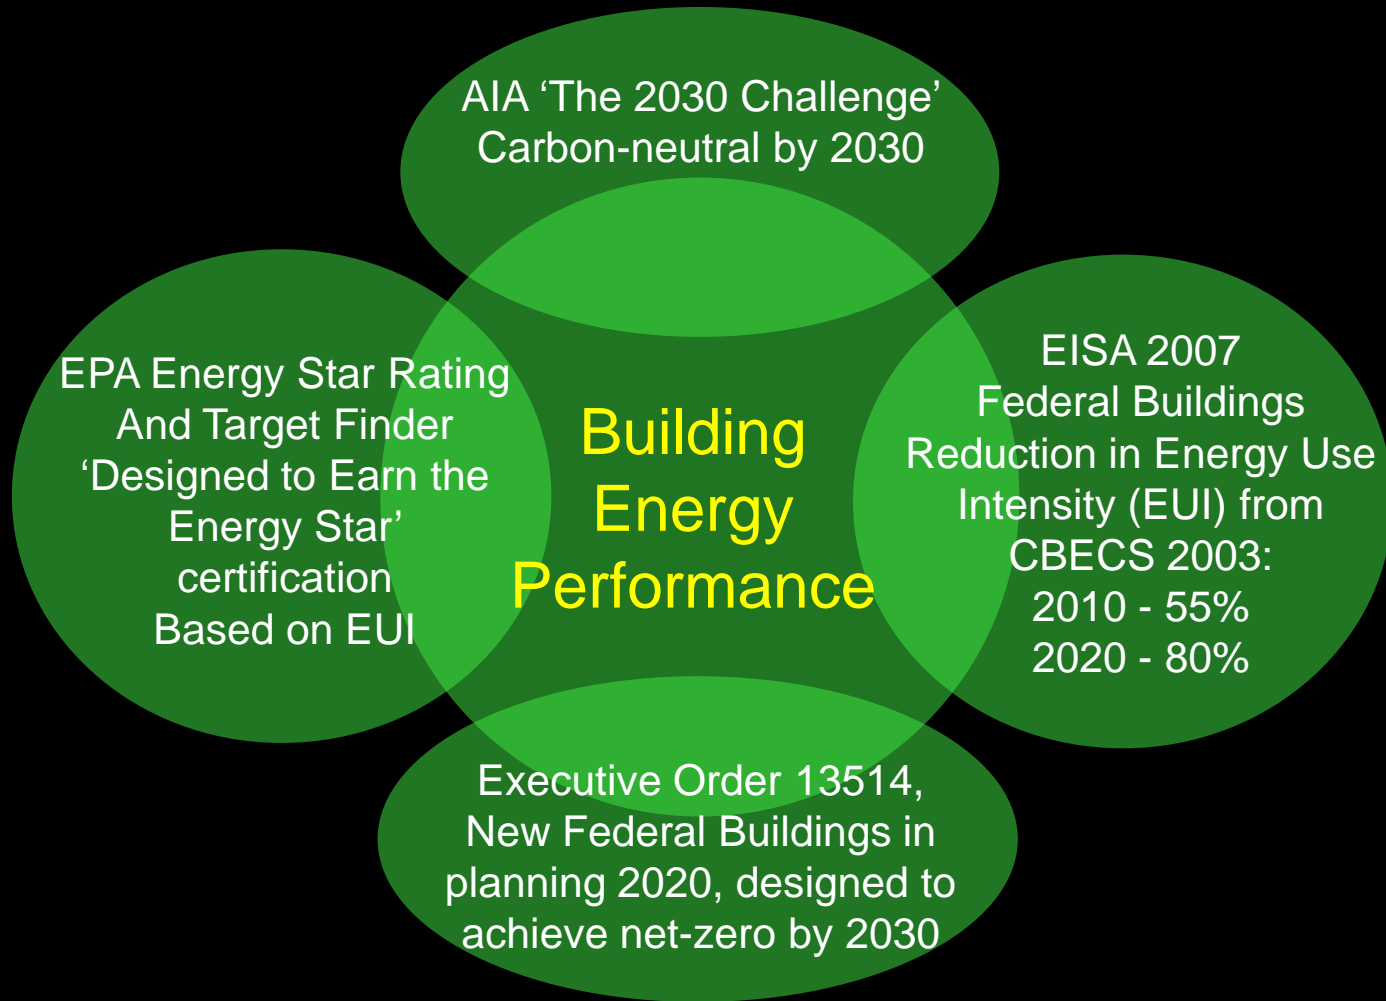 AIA ‘The 2030 Challenge’
Carbon-neutral by 2030
EPA Energy Star Rating
And Target Finder
‘Designed to Earn the
Energy Star’
certification
Based on EUI
Building
Energy
Performance
EISA 2007
Federal Buildings
Reduction in Energy Use
Intensity (EUI) from
CBECS 2003:
2010 - 55%
2020 - 80%
Executive Order 13514,
New Federal Buildings in
planning 2020, designed to
achieve net-zero by 2030